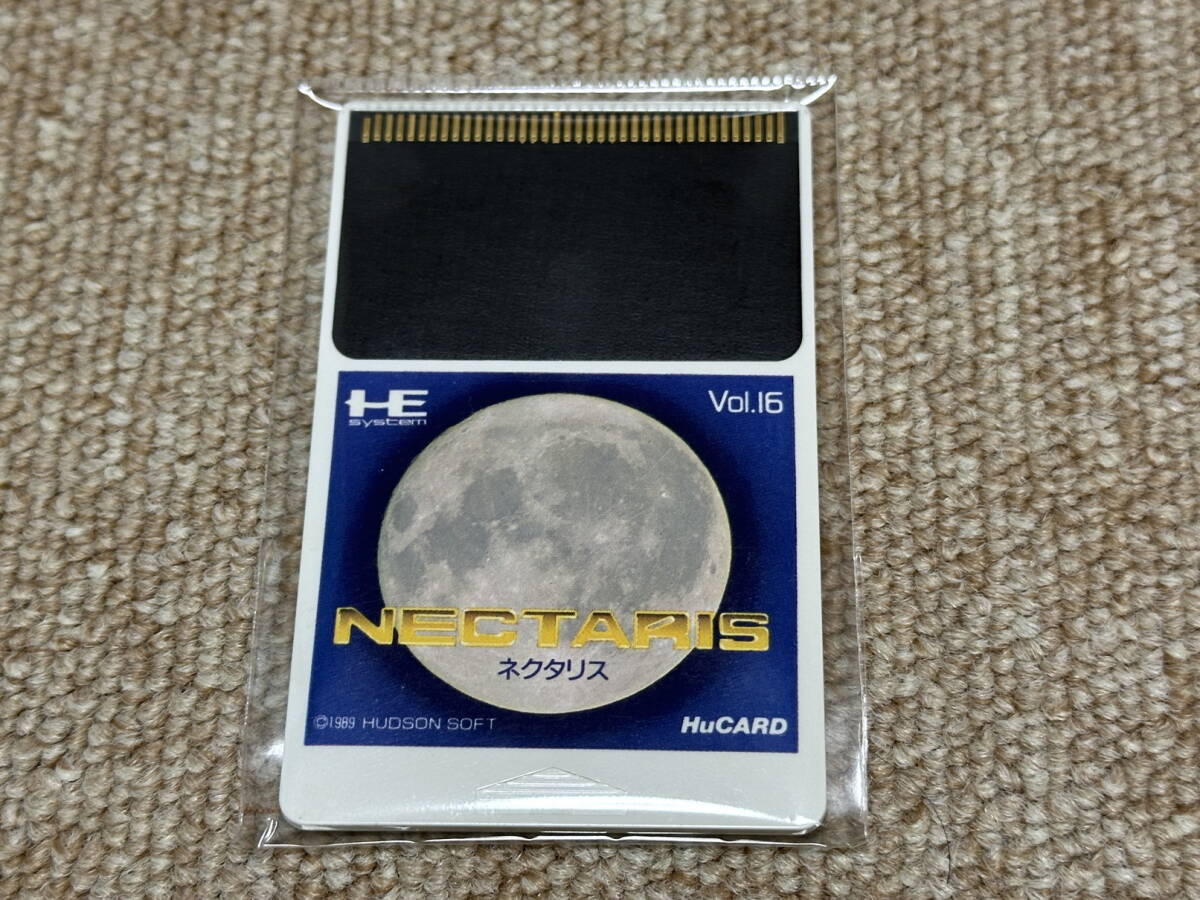 HE
system
Vol.16
NECTARIS
ネクタリス
©1989 HUDSON SOFT
HuCARD